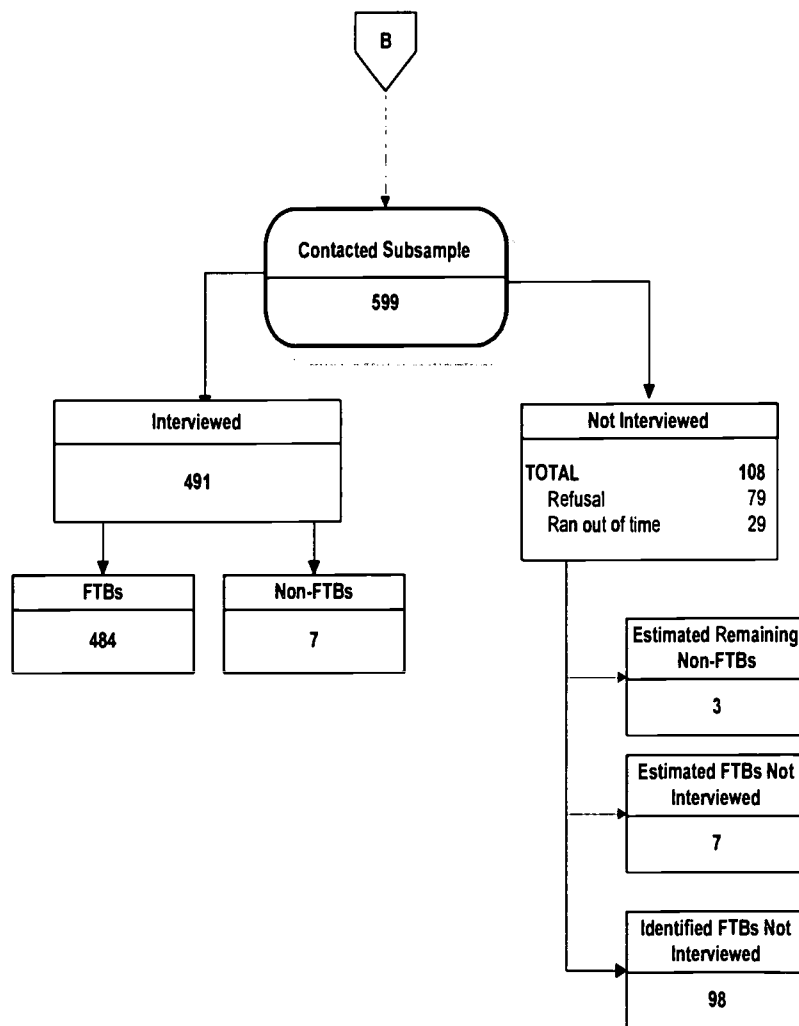 B
Contacted Subsample
599
Interviewed
491
Not Interviewed
TOTAL 108
Refusal 79
Ran out of time 29
FTBs
484
Non-FTBs
7
Estimated Remaining
Non-FTBs
3
Estimated FTBs Not
Interviewed
7
Identified FTBs Not
Interviewed
98